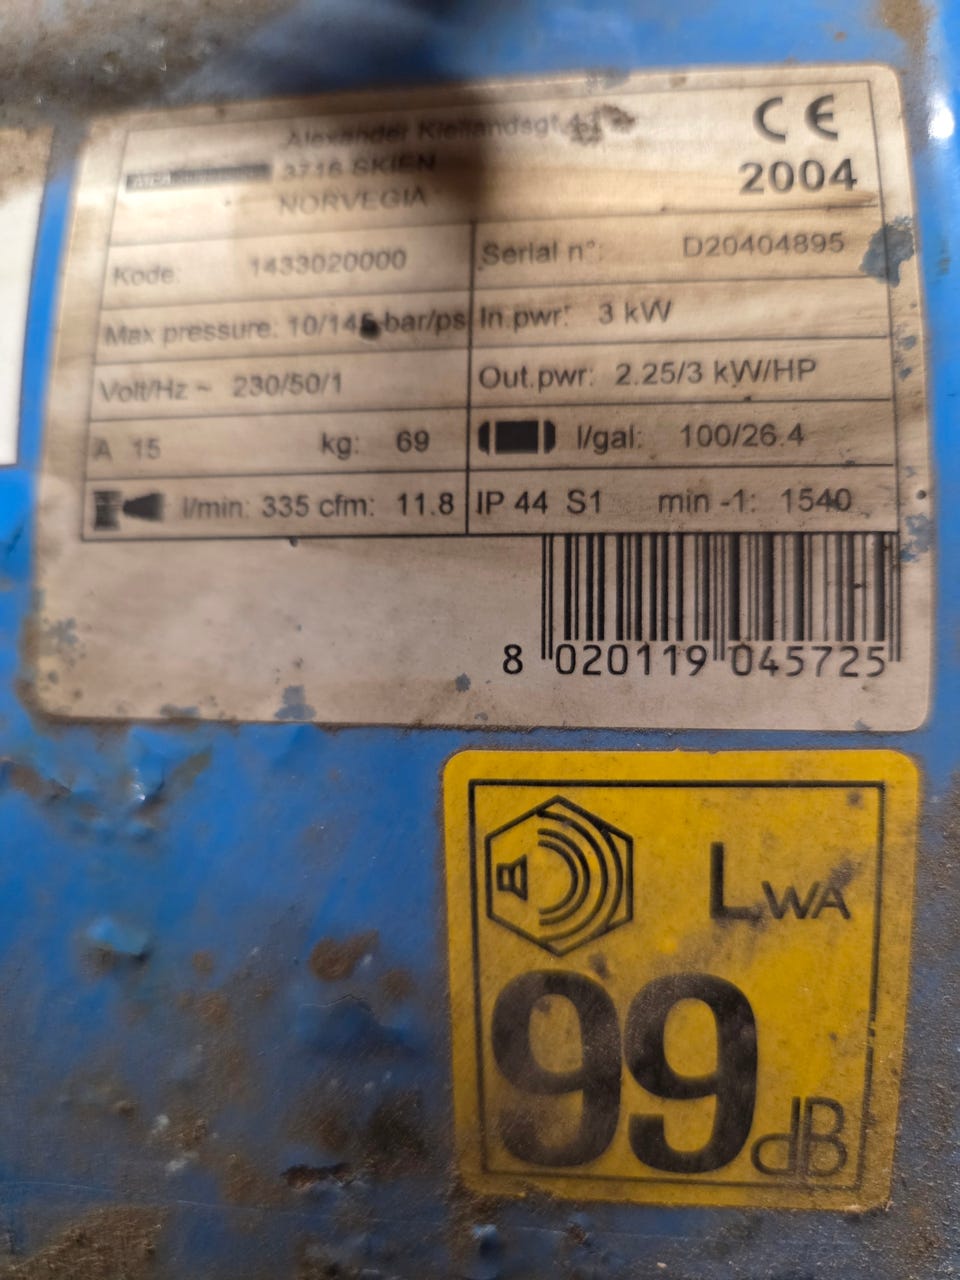 Alexander Kiellandsgt
3716 SKIEN
NORVEGIA
CE
2004
Kode: 1433020000
Serial n°: D20404895
Max pressure: 10/145 bar/psi
In.pwr: 3 kW
Volt/Hz ~ 230/50/1
Out.pwr: 2.25/3 kW/HP
A 15 kg: 69
l/gal: 100/26.4
l/min: 335 cfm: 11.8
IP 44 S1 min -1: 1540
8 020119 045725
LWA
99 dB